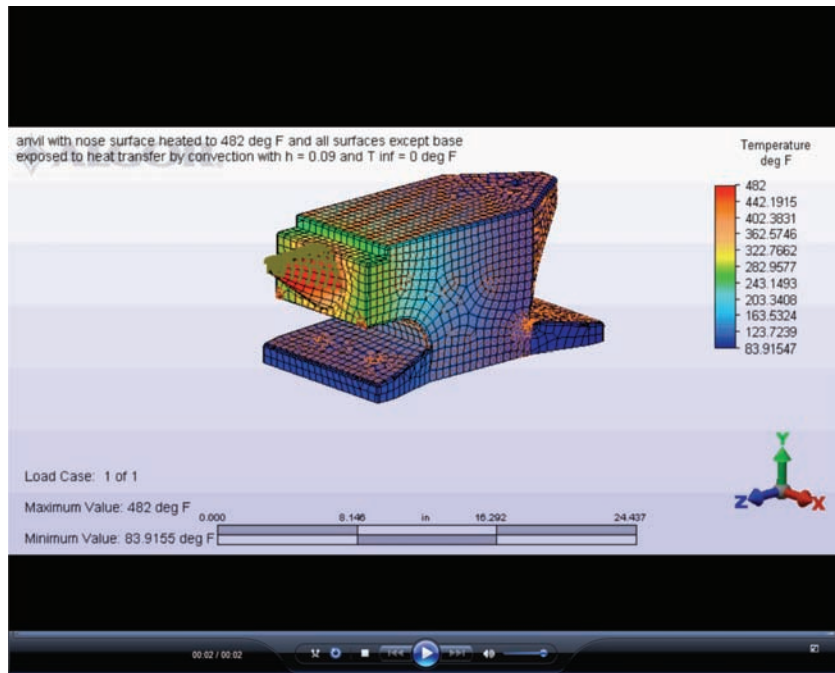 anvil with nose surface heated to 482 deg F and all surfaces except base
exposed to heat transfer by convection with h = 0.09 and T inf = 0 deg F
ALGOR
Temperature
deg F
482
442.1915
402.3831
362.5746
322.7662
282.9577
243.1493
203.3408
163.5324
123.7239
83.91547
Y
Z
X
Load Case: 1 of 1
Maximum Value: 482 deg F
0.000 8.146 in 16.292 24.437
Minimum Value: 83.9155 deg F
00:02 / 00:02